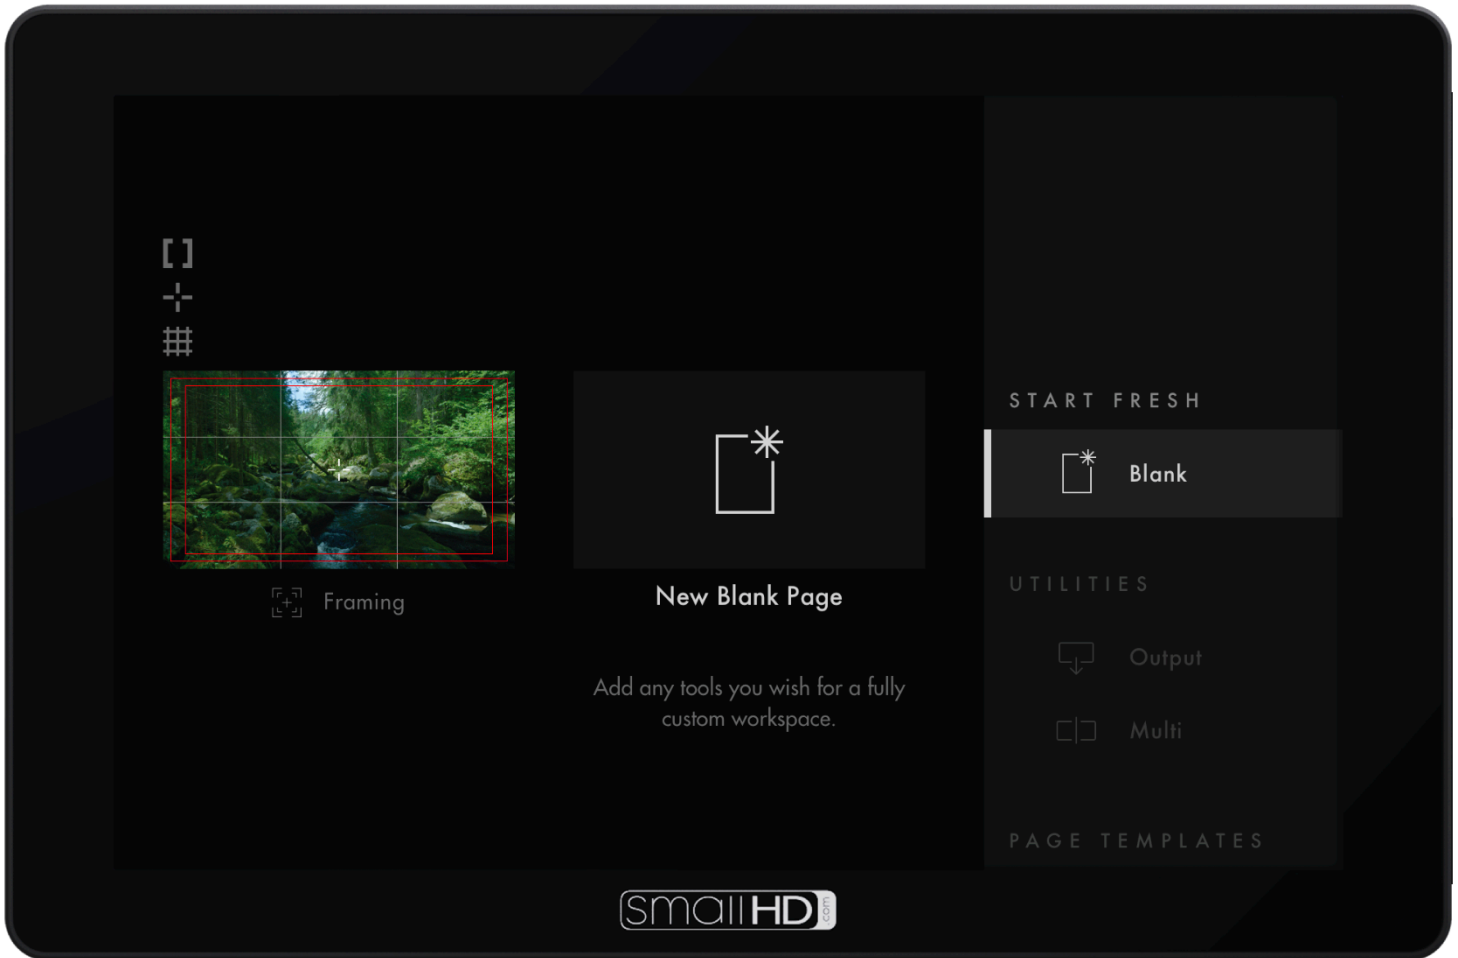 START FRESH
Blank
Framing
New Blank Page
UTILITIES
Add any tools you wish for a fully
custom workspace.
Output
Multi
PAGE TEMPLATES
smallHD.com